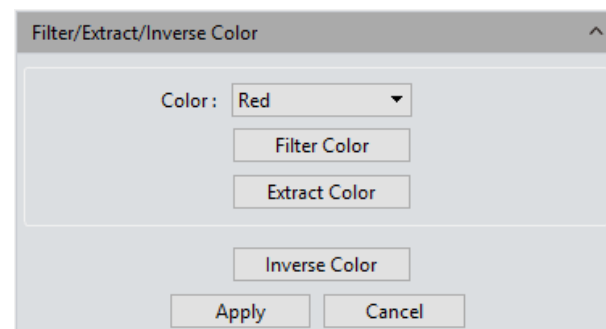 Filter/Extract/Inverse Color
Color: Red
Filter Color
Extract Color
Inverse Color
Apply Cancel